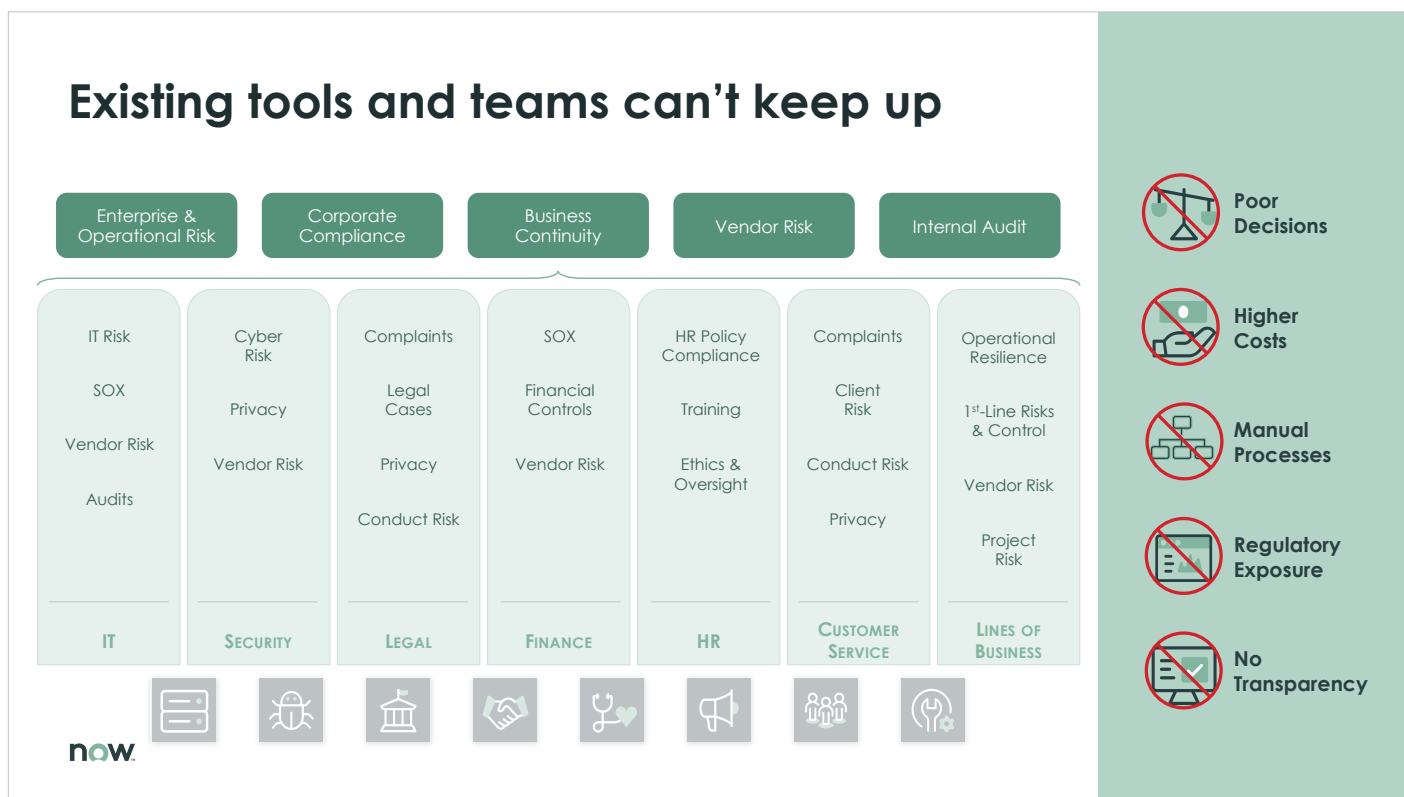 Existing tools and teams can't keep up
Enterprise &
Operational Risk
Corporate
Compliance
Business
Continuity
Vendor Risk
Internal Audit
IT Risk
SOX
Vendor Risk
Audits
IT
Cyber
Risk
Privacy
Vendor Risk
Security
Complaints
Legal
Cases
Privacy
Conduct Risk
Legal
SOX
Financial
Controls
Vendor Risk
Finance
HR Policy
Compliance
Training
Ethics &
Oversight
HR
Complaints
Client
Risk
Conduct Risk
Privacy
Customer
Service
Operational
Resilience
1st-Line Risks
& Control
Vendor Risk
Project
Risk
Lines of
Business
Poor
Decisions
Higher
Costs
Manual
Processes
Regulatory
Exposure
No
Transparency
now